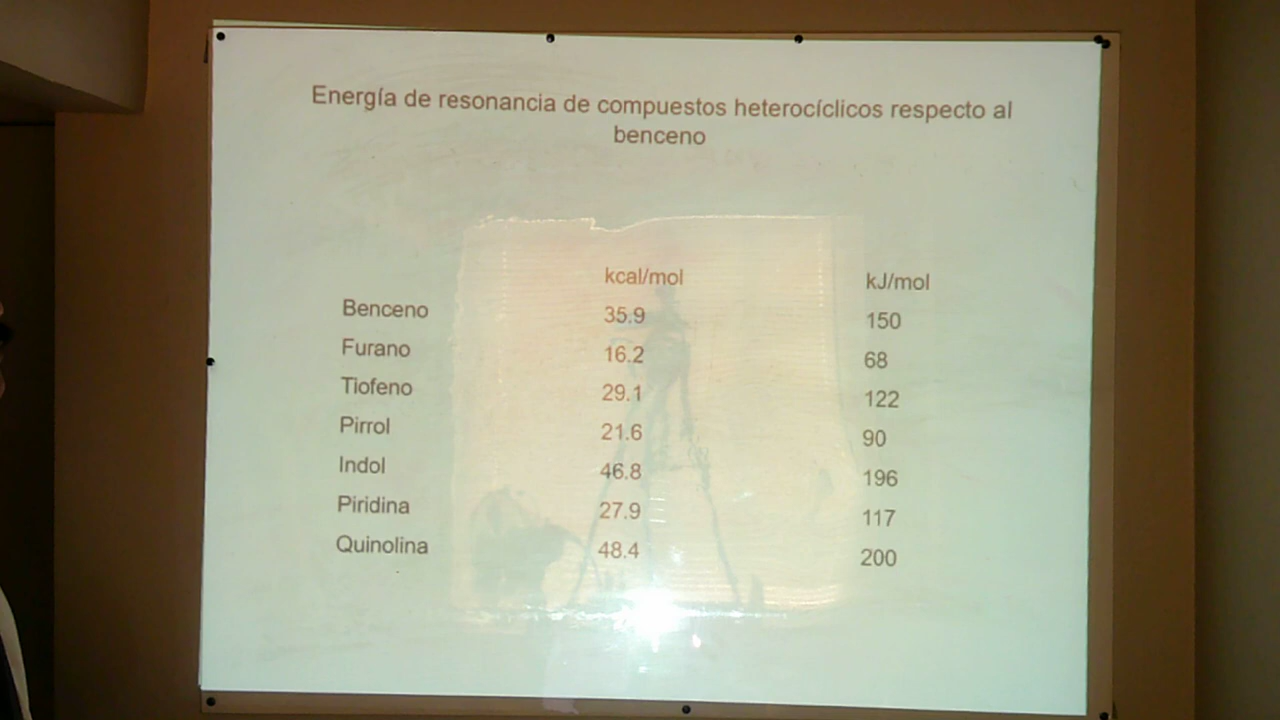 Energía de resonancia de compuestos heterocíclicos respecto al
benceno
kcal/mol kJ/mol
Benceno 35.9 150
Furano 16.2 68
Tiofeno 29.1 122
Pirrol 21.6 90
Indol 46.8 196
Piridina 27.9 117
Quinolina 48.4 200